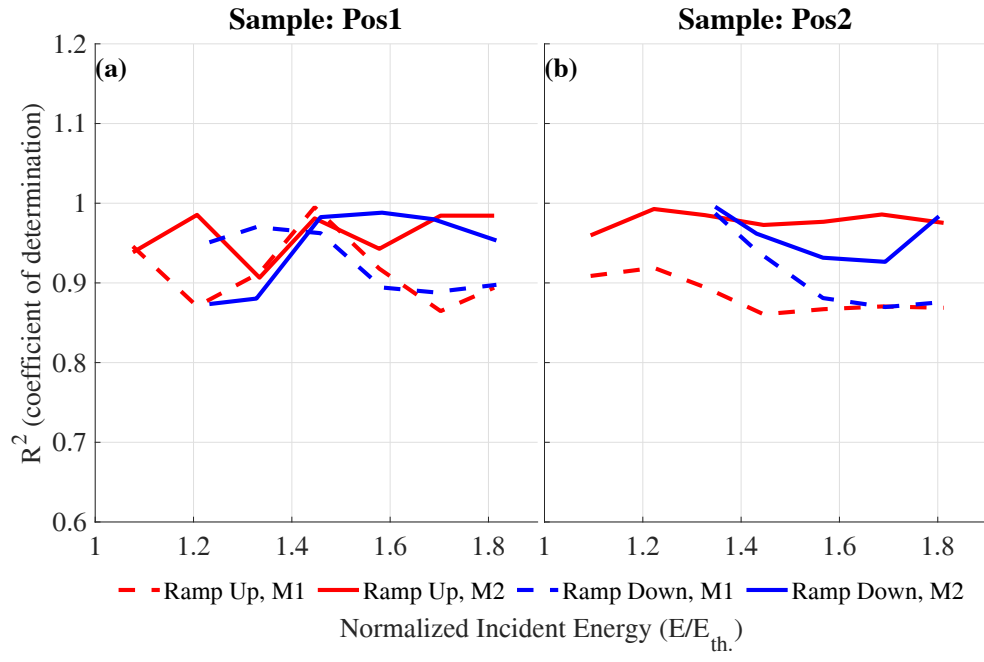 Sample: Pos1
Sample: Pos2
(a)
(b)
R² (coefficient of determination)
1.2
1.1
1
0.9
0.8
0.7
0.6
1 1.2 1.4 1.6 1.8
1 1.2 1.4 1.6 1.8
Ramp Up, M1 Ramp Up, M2 Ramp Down, M1 Ramp Down, M2
Normalized Incident Energy (E/E_th.)